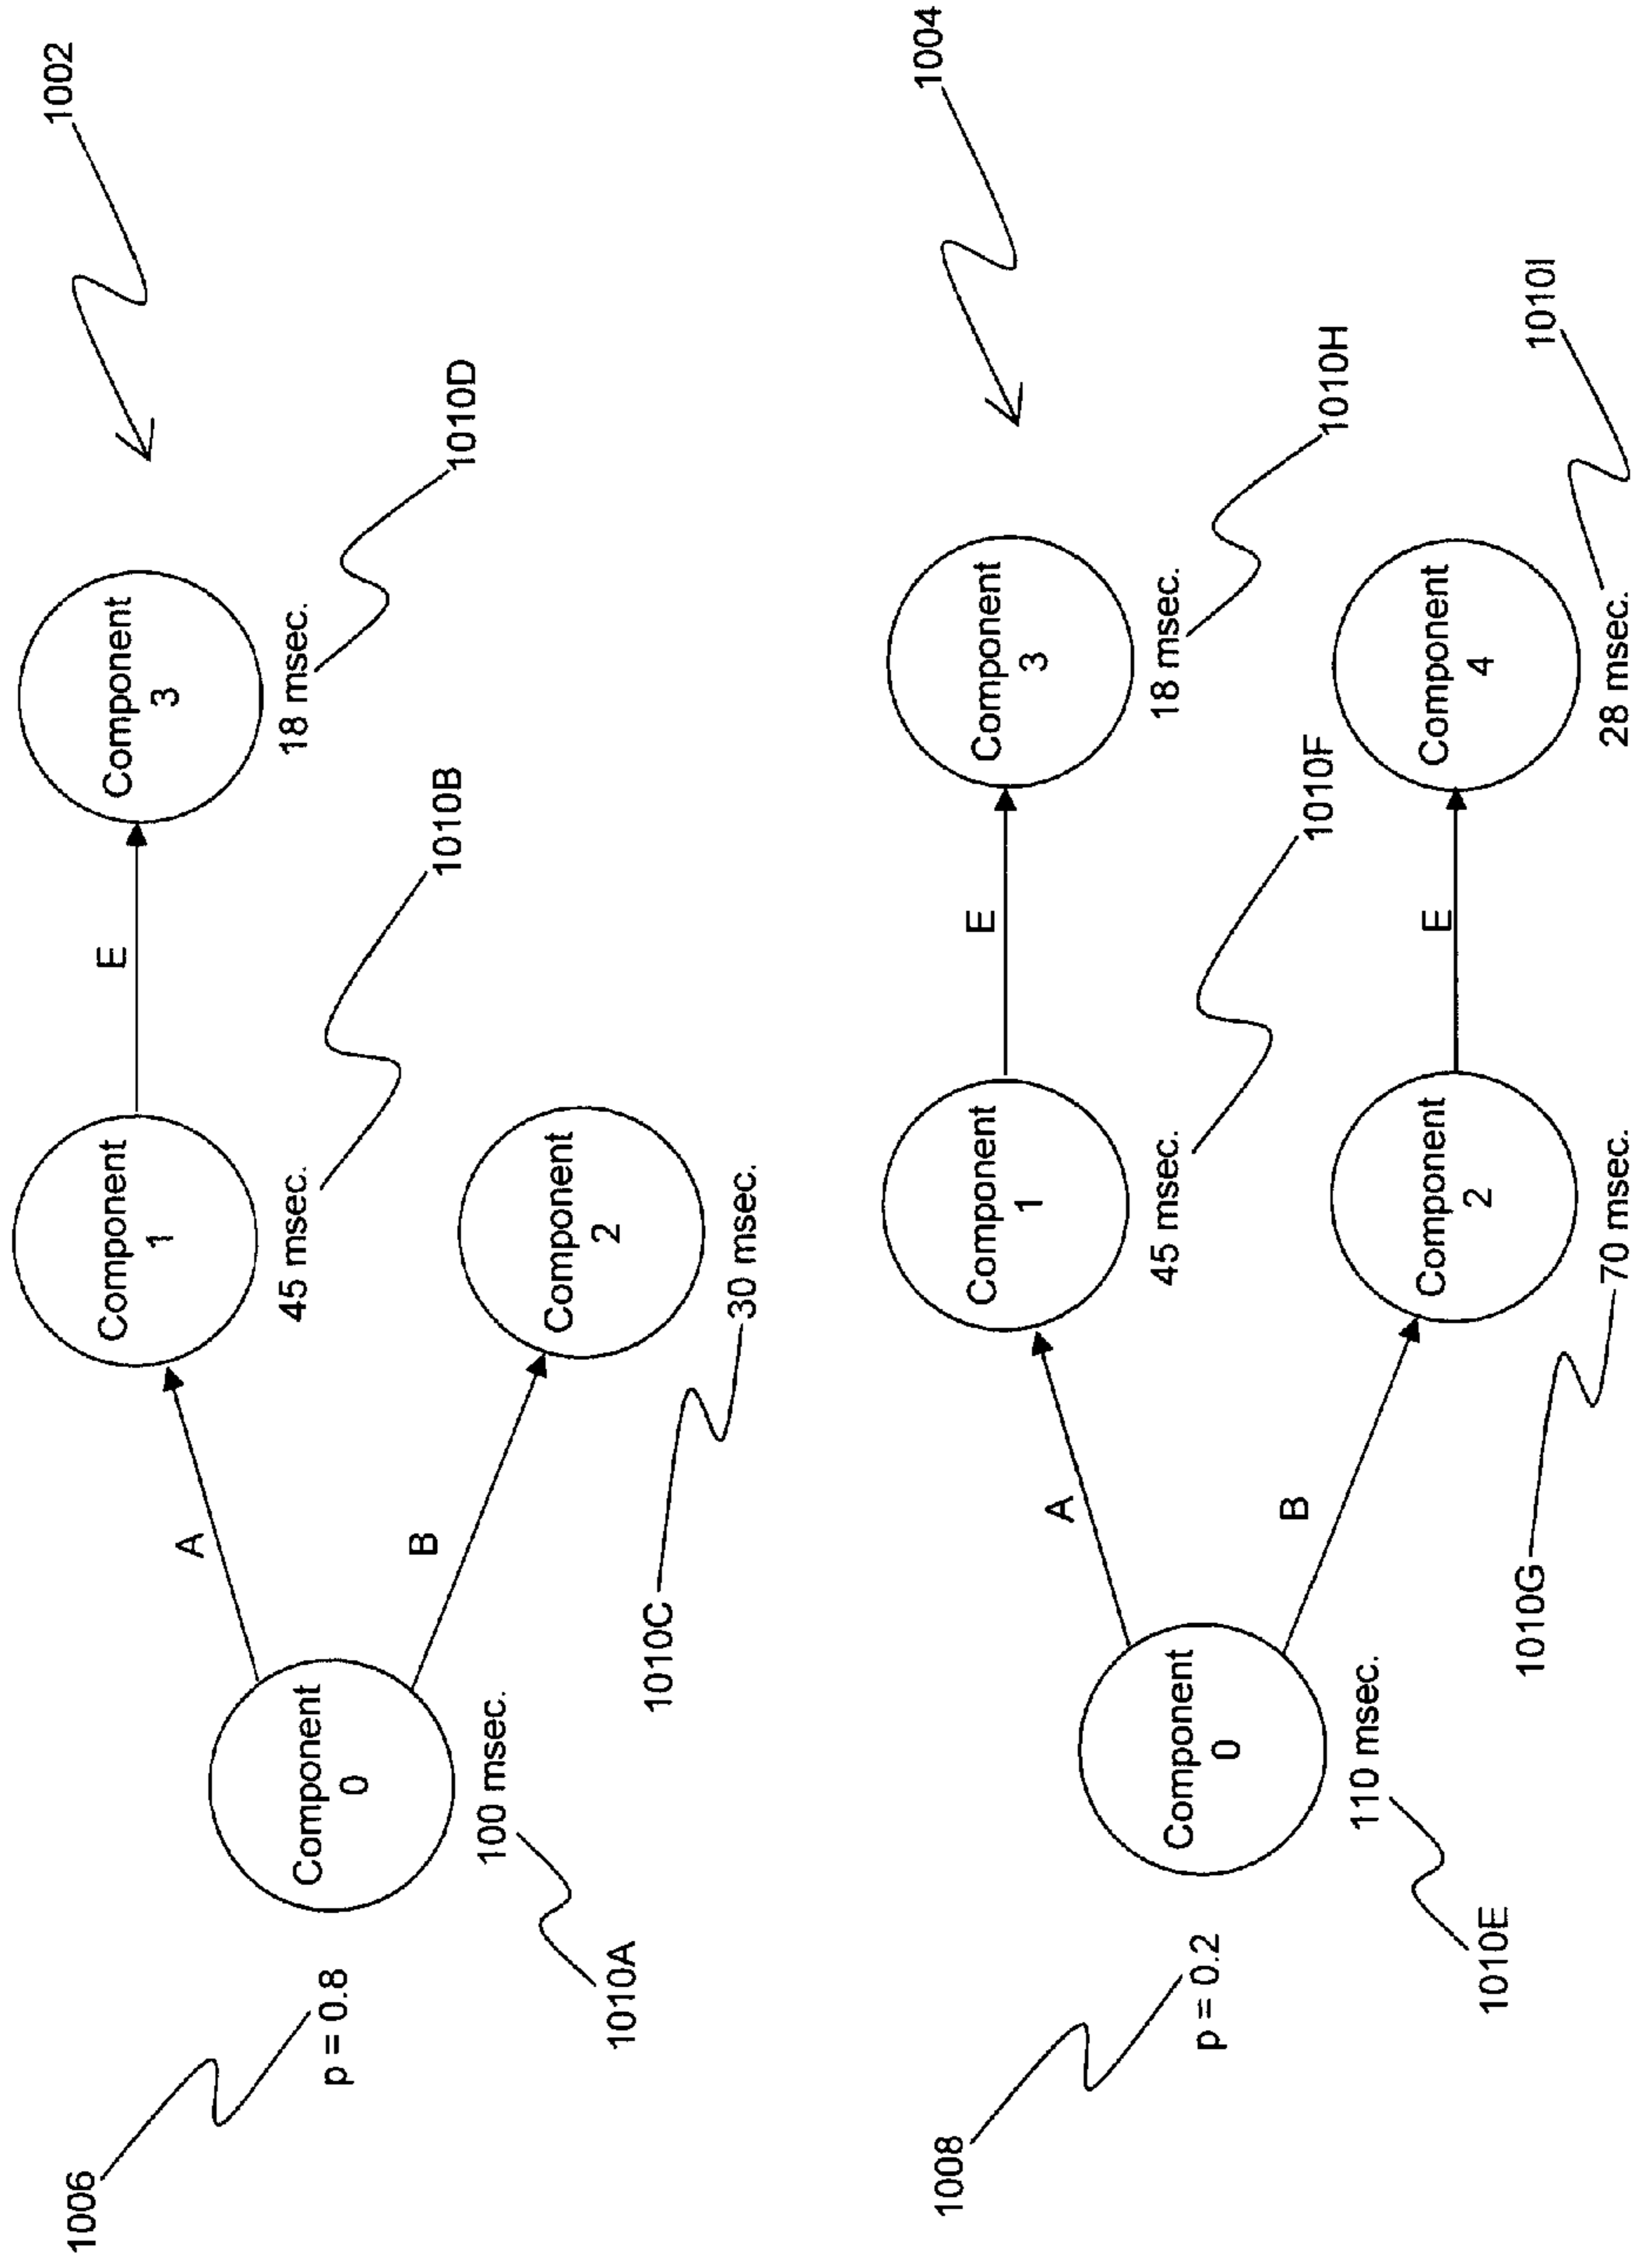 1002
1006
p = 0.8
Component
0
100 msec.
1010A
A
B
Component
1
45 msec.
1010B
E
Component
3
18 msec.
1010D
Component
2
30 msec.
1010C
1004
1008
p = 0.2
Component
0
110 msec.
1010E
A
B
Component
1
45 msec.
1010F
E
Component
3
18 msec.
1010H
Component
2
70 msec.
1010G
E
Component
4
28 msec.
1010I